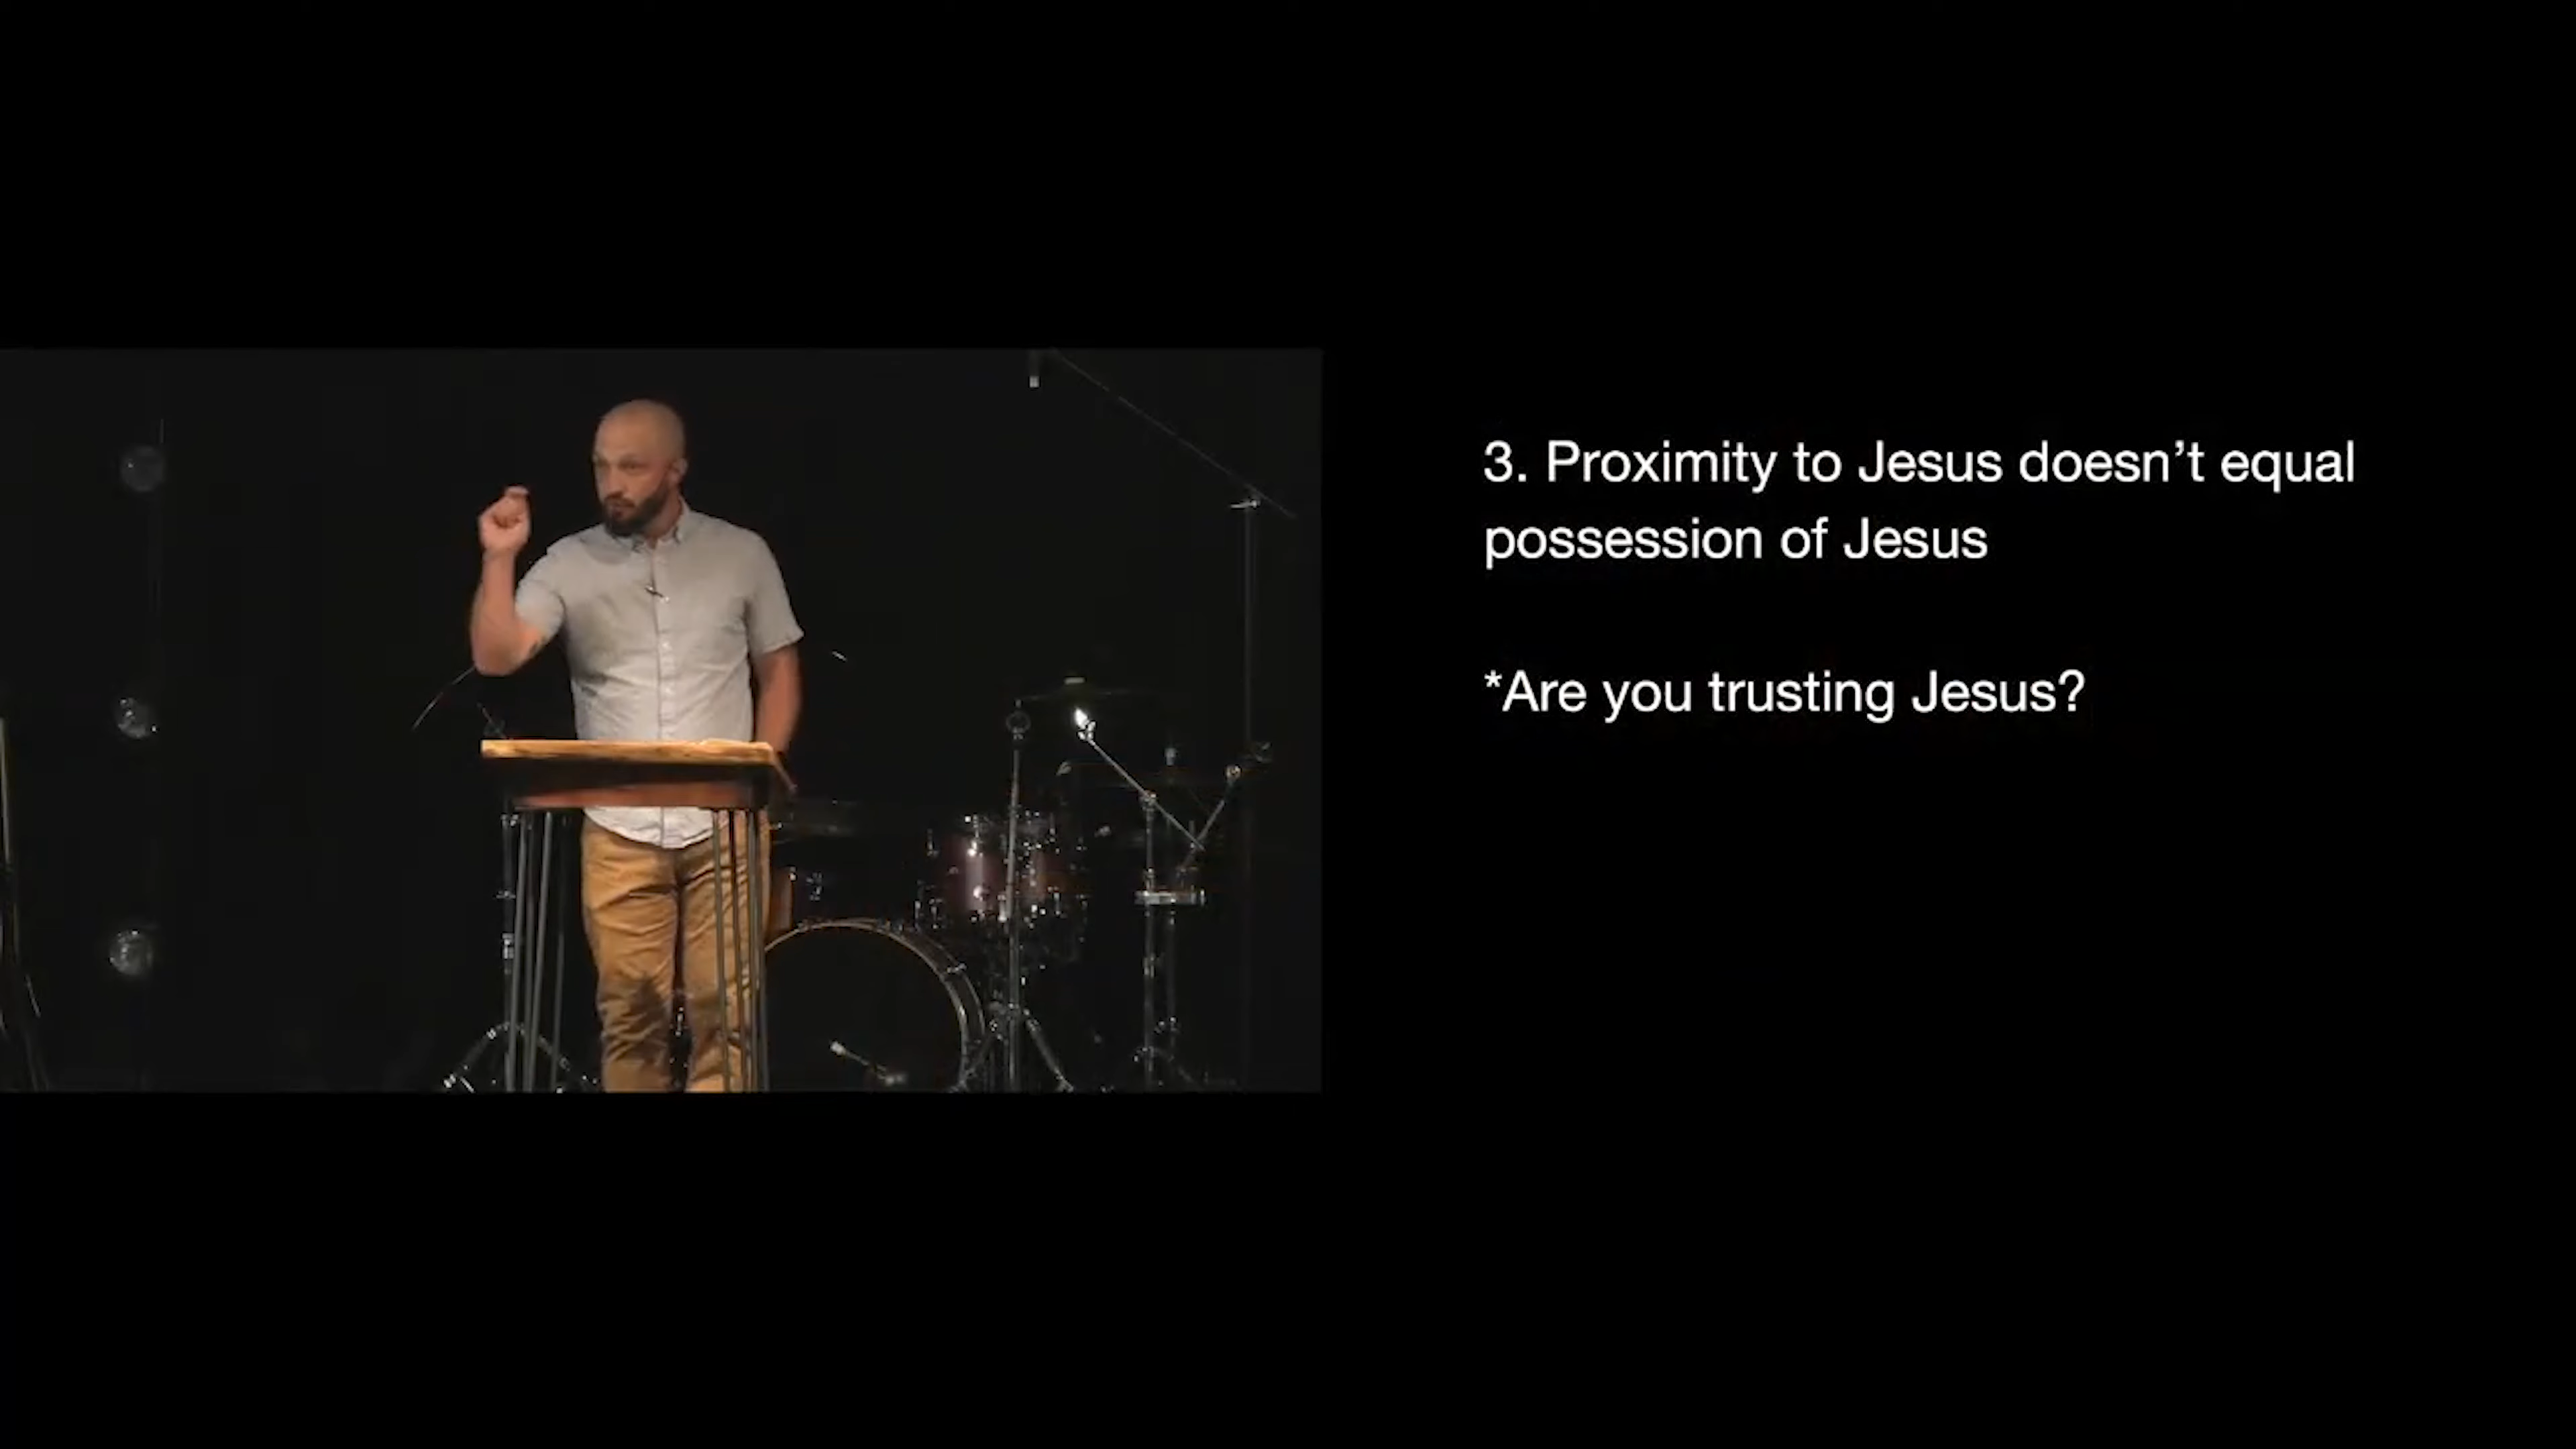 3. Proximity to Jesus doesn’t equal
possession of Jesus
*Are you trusting Jesus?